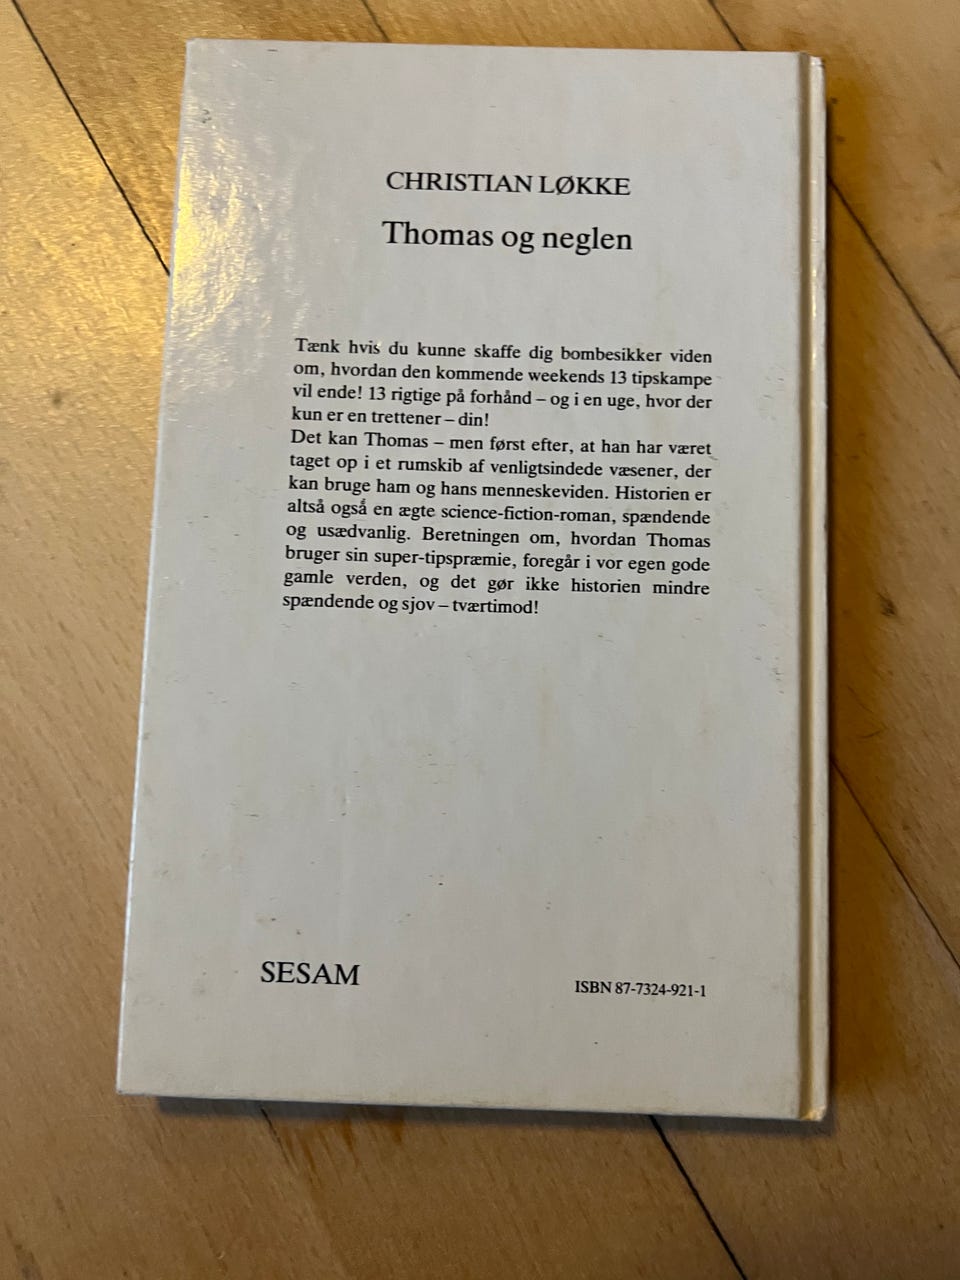 CHRISTIAN LØKKE
Thomas og neglen
Tænk hvis du kunne skaffe dig bombesikker viden
om, hvordan den kommende weekends 13 tipskampe
vil ende! 13 rigtige på forhånd – og i en uge, hvor der
kun er en trettener – din!
Det kan Thomas – men først efter, at han har været
taget op i et rumskib af venligtsindede væsener, der
kan bruge ham og hans menneskeviden. Historien er
altså også en ægte science-fiction-roman, spændende
og usædvanlig. Beretningen om, hvordan Thomas
bruger sin super-tipspræmie, foregår i vor egen gode
gamle verden, og det gør ikke historien mindre
spændende og sjov – tværtimod!
SESAM
ISBN 87-7324-921-1